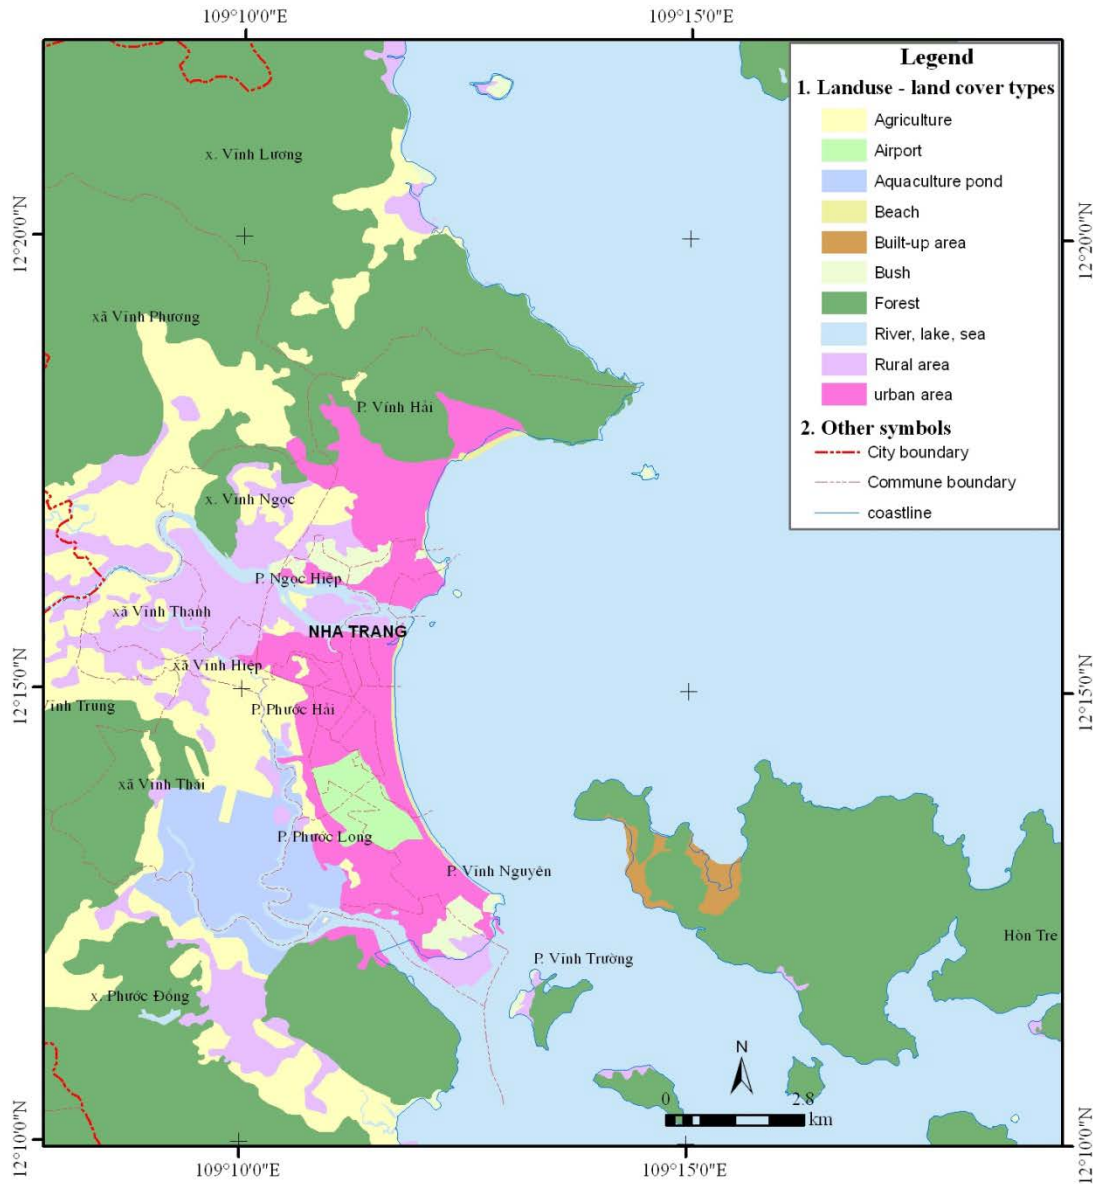 109°10'0"E
109°15'0"E
Legend
1. Landuse - land cover types
Agriculture
Airport
Aquaculture pond
Beach
Built-up area
Bush
Forest
River, lake, sea
Rural area
urban area
2. Other symbols
City boundary
Commune boundary
coastline
x. Vĩnh Lương
12°20'0"N
12°20'0"N
xã Vĩnh Phương
P. Vĩnh Hải
x. Vĩnh Ngọc
P. Ngọc Hiệp
xã Vĩnh Thanh
NHA TRANG
xã Vĩnh Hiệp
12°15'0"N
12°15'0"N
Vĩnh Trung
P. Phước Hải
xã Vĩnh Thái
P. Phước Long
P. Vĩnh Nguyên
Hòn Tre
P. Vĩnh Trường
x. Phước Đồng
N
0
2.8
km
12°10'0"N
12°10'0"N
109°10'0"E
109°15'0"E